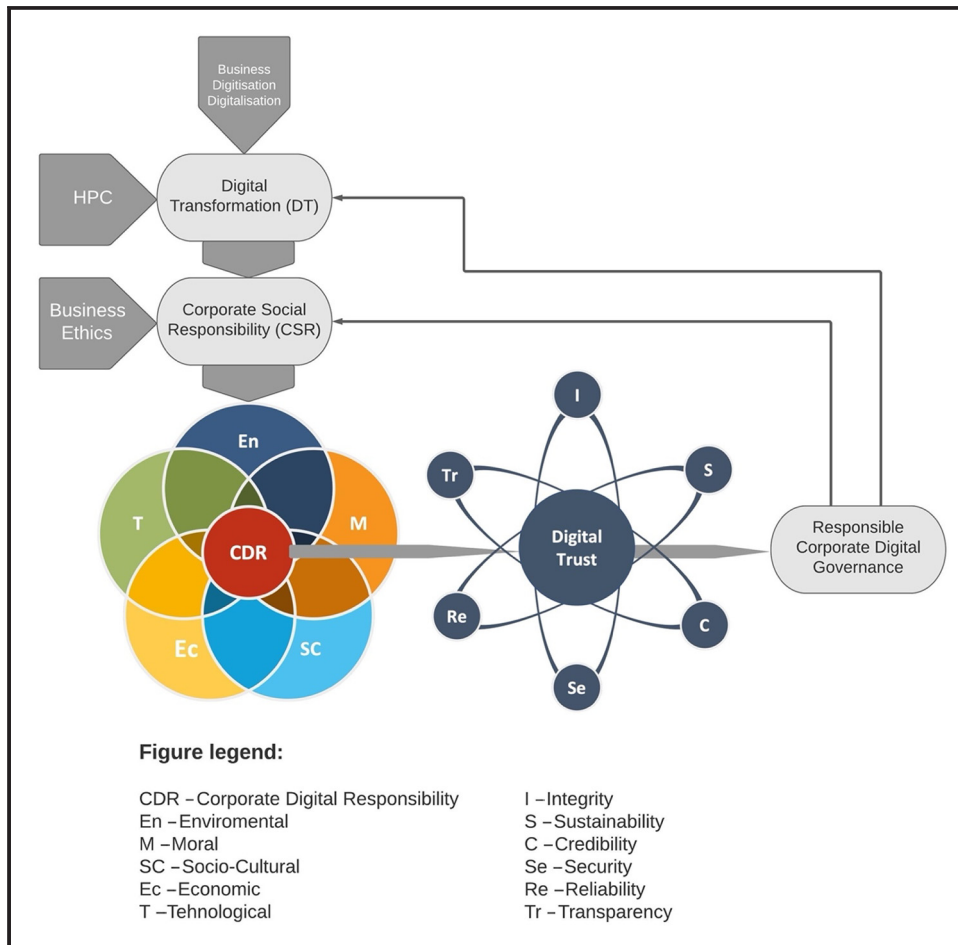 Business
Digitisation
Digitalisation
HPC
Digital
Transformation (DT)
Business
Ethics
Corporate Social
Responsibility (CSR)
En
T
M
CDR
Ec
SC
I
Tr
S
Digital
Trust
Re
C
Se
Responsible
Corporate Digital
Governance
Figure legend:
CDR – Corporate Digital Responsibility
En – Enviromental
M – Moral
SC – Socio-Cultural
Ec – Economic
T – Tehnological
I – Integrity
S – Sustainability
C – Credibility
Se – Security
Re – Reliability
Tr – Transparency